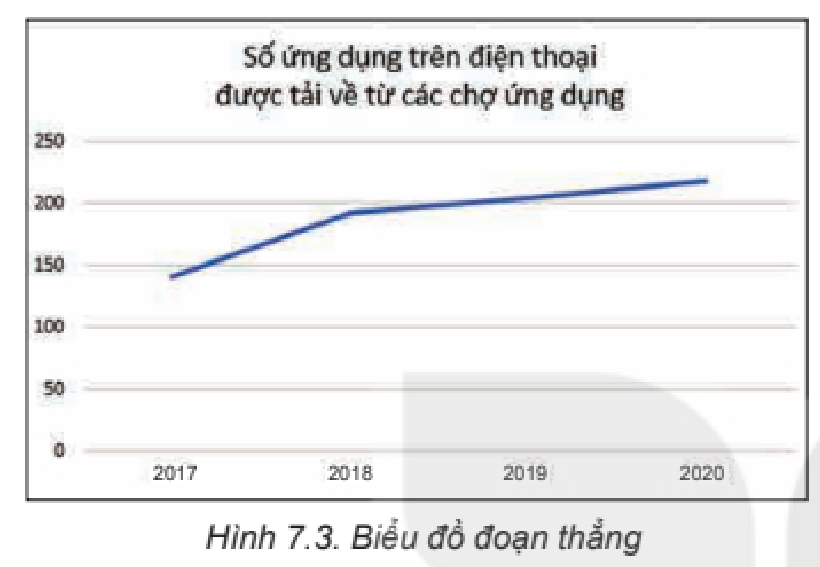 Số ứng dụng trên điện thoại
được tải về từ các chợ ứng dụng
250
200
150
100
50
0
2017 2018 2019 2020
Hình 7.3. Biểu đồ đoạn thẳng